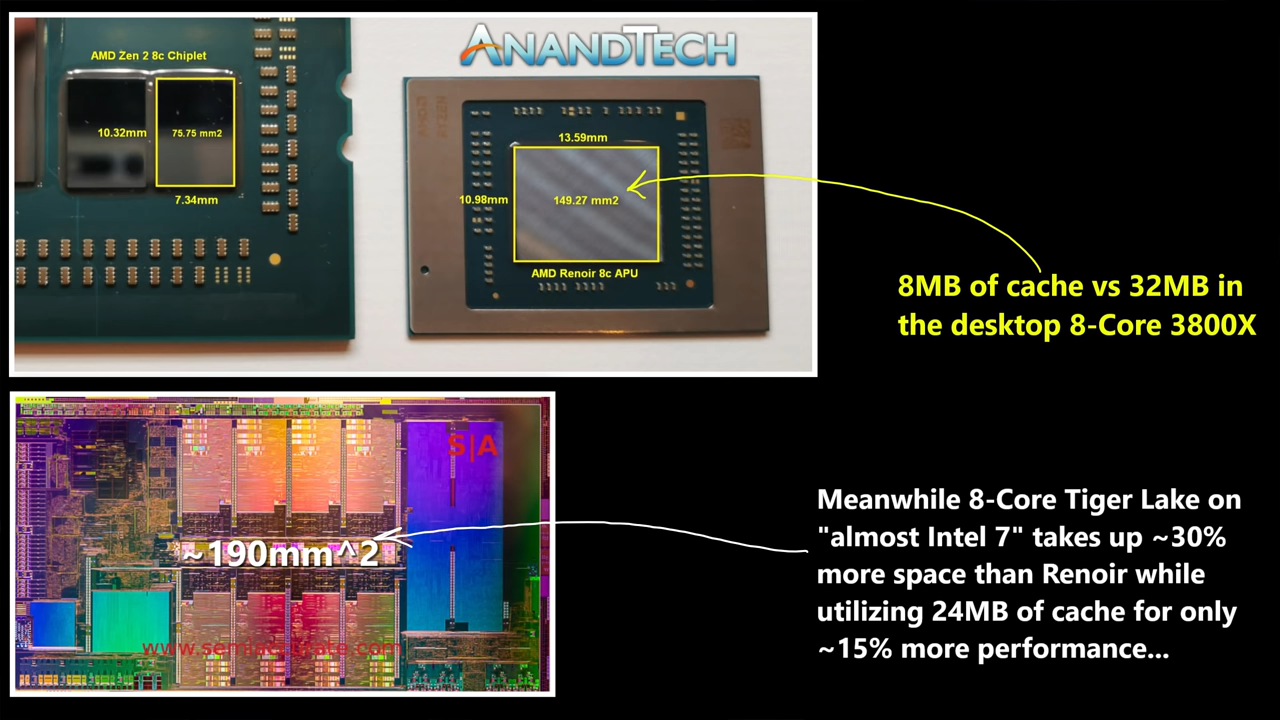 ANANDTECH
AMD Zen 2 8c Chiplet
10.32mm
75.75 mm2
7.34mm
13.59mm
10.98mm
149.27 mm2
AMD Renoir 8c APU
8MB of cache vs 32MB in
the desktop 8-Core 3800X
S|A
~190mm^2
www.semiaccurate.com
Meanwhile 8-Core Tiger Lake on
"almost Intel 7" takes up ~30%
more space than Renoir while
utilizing 24MB of cache for only
~15% more performance...